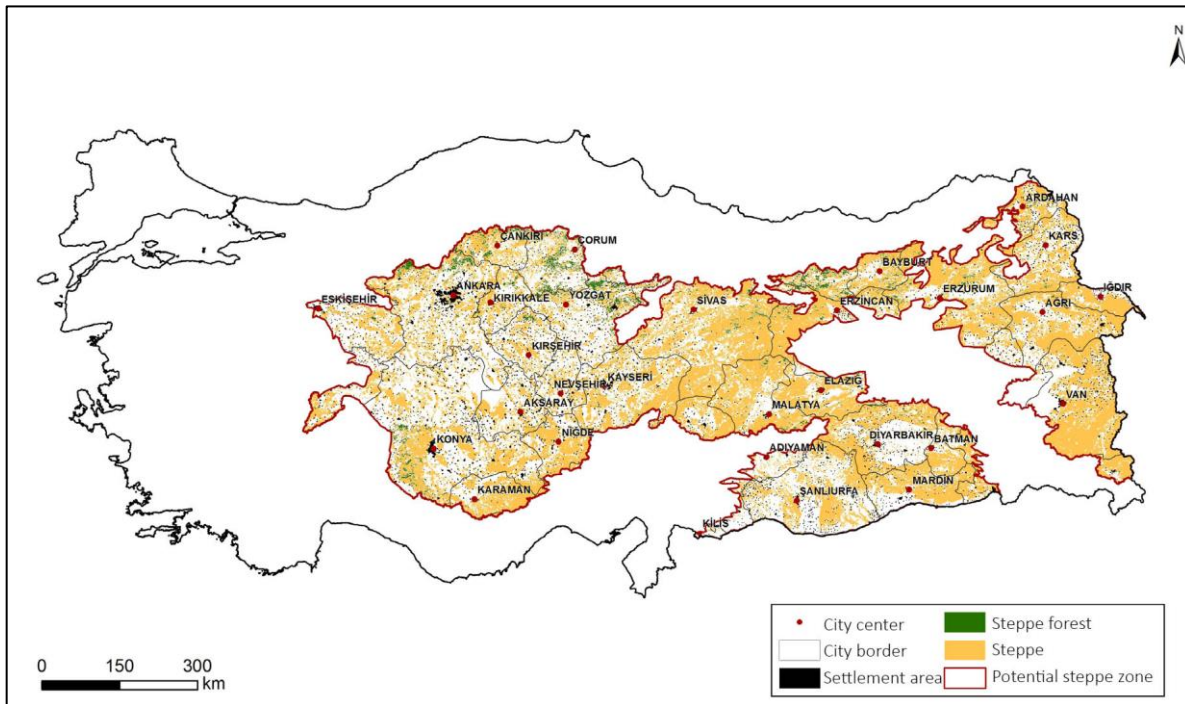 N
ARDAHAN
KARS
ÇANKIRI
ÇORUM
BAYBURT
ANKARA
KIRIKKALE
YOZGAT
ESKİŞEHİR
SİVAS
ERZİNCAN
ERZURUM
AĞRI
IĞDIR
KIRŞEHİR
NEVŞEHİR
KAYSERİ
AKSARAY
ELAZIĞ
MALATYA
VAN
KONYA
NİĞDE
DİYARBAKIR
BATMAN
ADIYAMAN
KARAMAN
ŞANLIURFA
MARDİN
KİLİS
City center
Steppe forest
City border
Steppe
Settlement area
Potential steppe zone
0 150 300
km